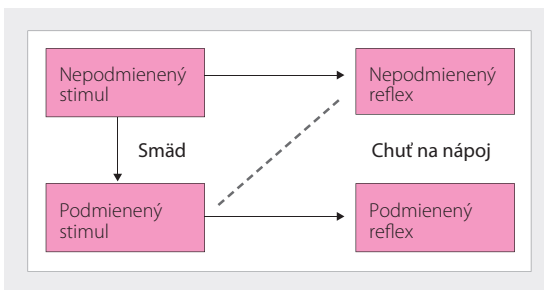 Nepodmienený
stimul
Nepodmienený
reflex
Smäd
Chuť na nápoj
Podmienený
stimul
Podmienený
reflex